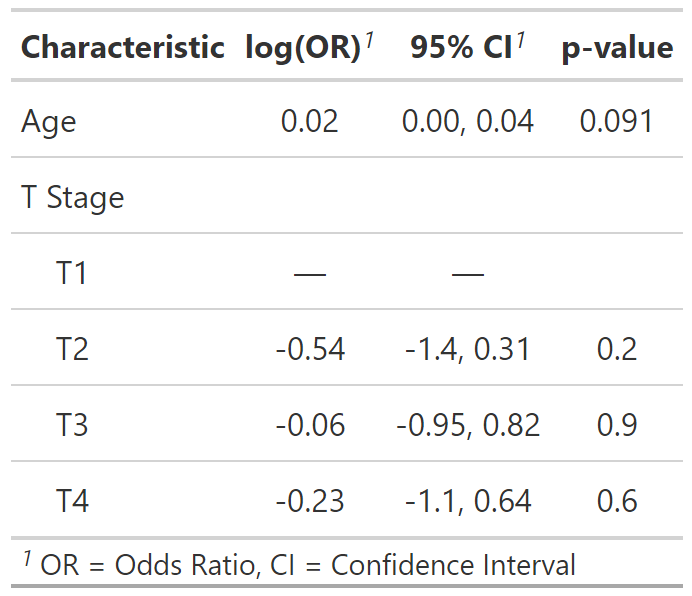 Characteristic log(OR)1 95% CI1 p-value
Age 0.02 0.00, 0.04 0.091
T Stage
T1 — —
T2 -0.54 -1.4, 0.31 0.2
T3 -0.06 -0.95, 0.82 0.9
T4 -0.23 -1.1, 0.64 0.6
1 OR = Odds Ratio, CI = Confidence Interval